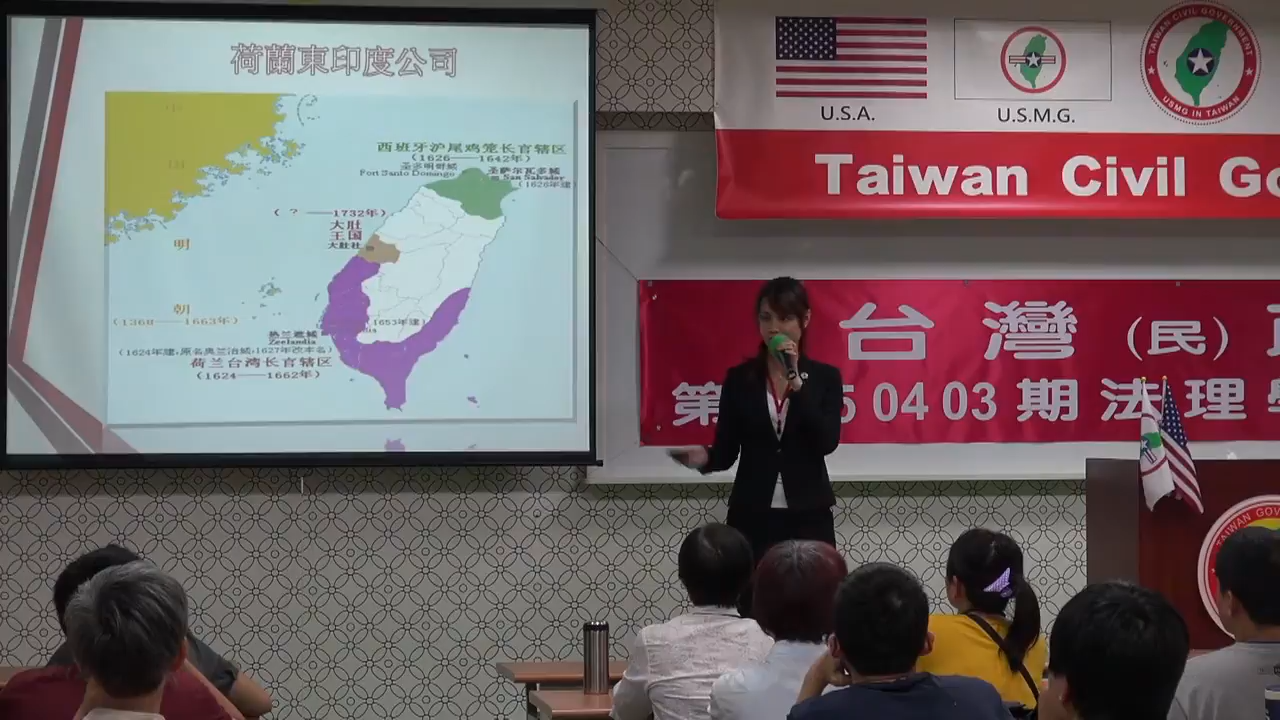 荷蘭東印度公司
西班牙沪尾鸡笼长官辖区
(1626——1642年)
圣多明哥城
Fort Santo Domingo
圣萨尔瓦多城
San Salvador
(1626年建)
( ? ——1732年)
大肚
王国
大肚社
明
朝
(1368——1663年)
1653年建)
热兰遮城
Zeelandia
(1624年建,原名奥兰治城,1627年改本名)
荷兰台湾长官辖区
(1624——1662年)
U.S.A.
U.S.M.G.
TAIWAN CIVIL GOVERNMENT
USMG IN TAIWAN
Taiwan Civil Go
台灣(民)
第 5 04 03 期 法 理 學
TAIWAN GOV